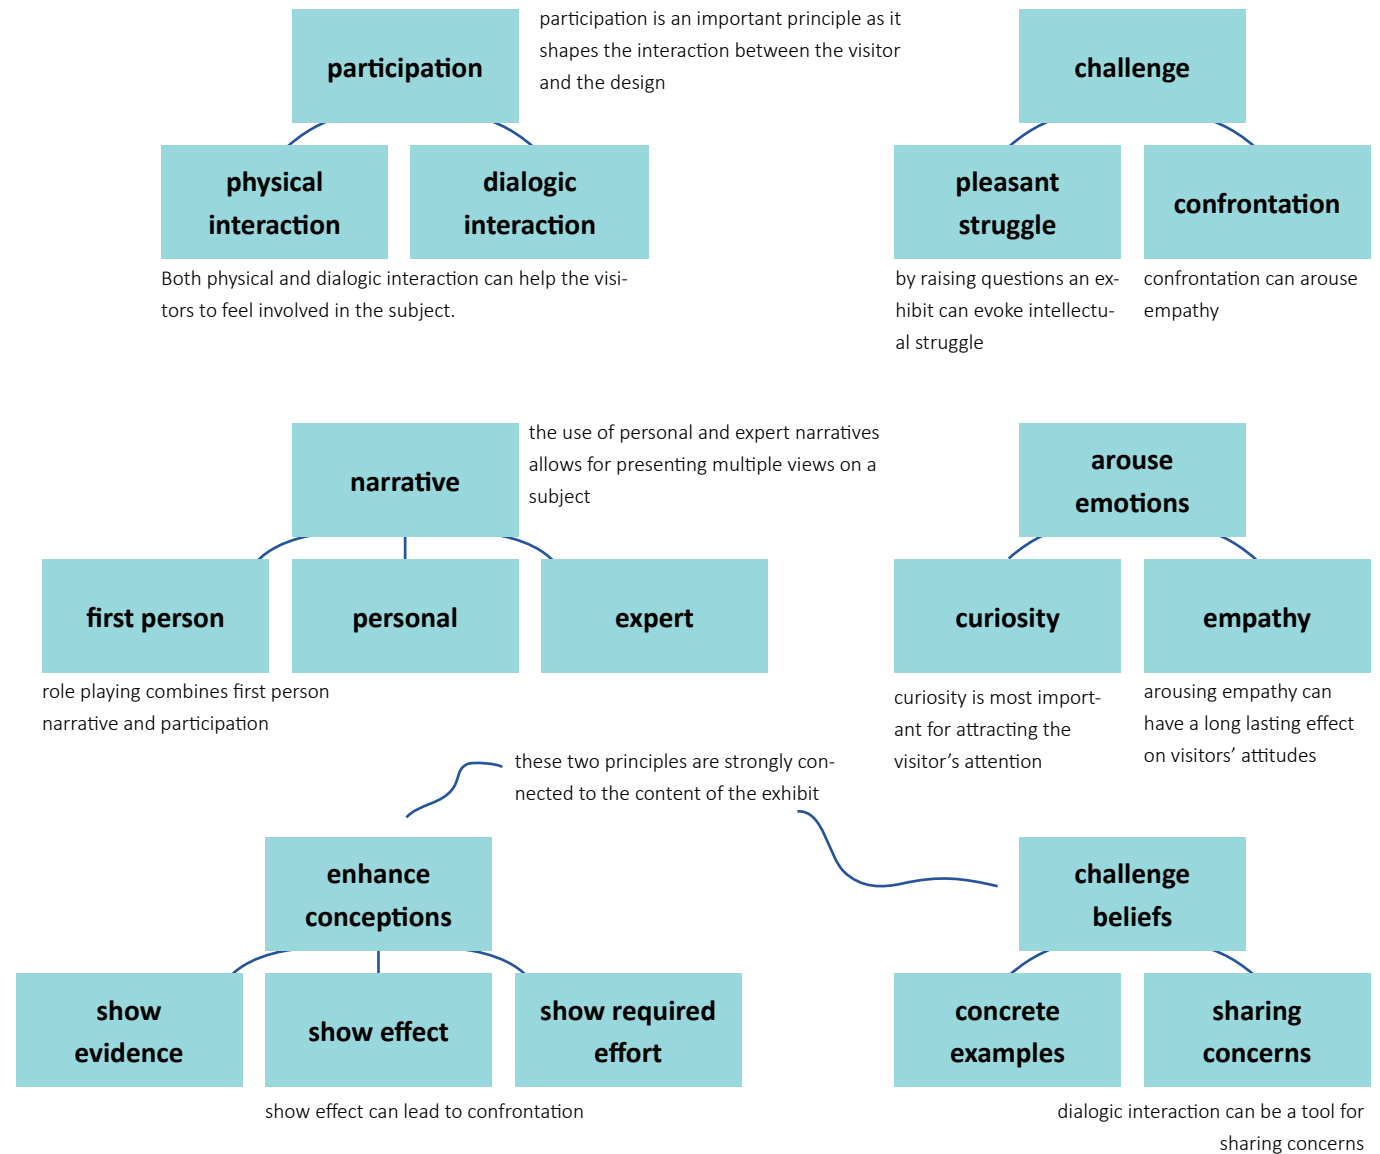 participation
participation is an important principle as it
shapes the interaction between the visitor
and the design
physical
interaction
dialogic
interaction
Both physical and dialogic interaction can help the visi-
tors to feel involved in the subject.
challenge
pleasant
struggle
confrontation
by raising questions an ex-
hibit can evoke intellectu-
al struggle
confrontation can arouse
empathy
narrative
the use of personal and expert narratives
allows for presenting multiple views on a
subject
first person
personal
expert
role playing combines first person
narrative and participation
arouse
emotions
curiosity
empathy
curiosity is most import-
ant for attracting the
visitor's attention
arousing empathy can
have a long lasting effect
on visitors' attitudes
these two principles are strongly con-
nected to the content of the exhibit
enhance
conceptions
show
evidence
show effect
show required
effort
show effect can lead to confrontation
challenge
beliefs
concrete
examples
sharing
concerns
dialogic interaction can be a tool for
sharing concerns